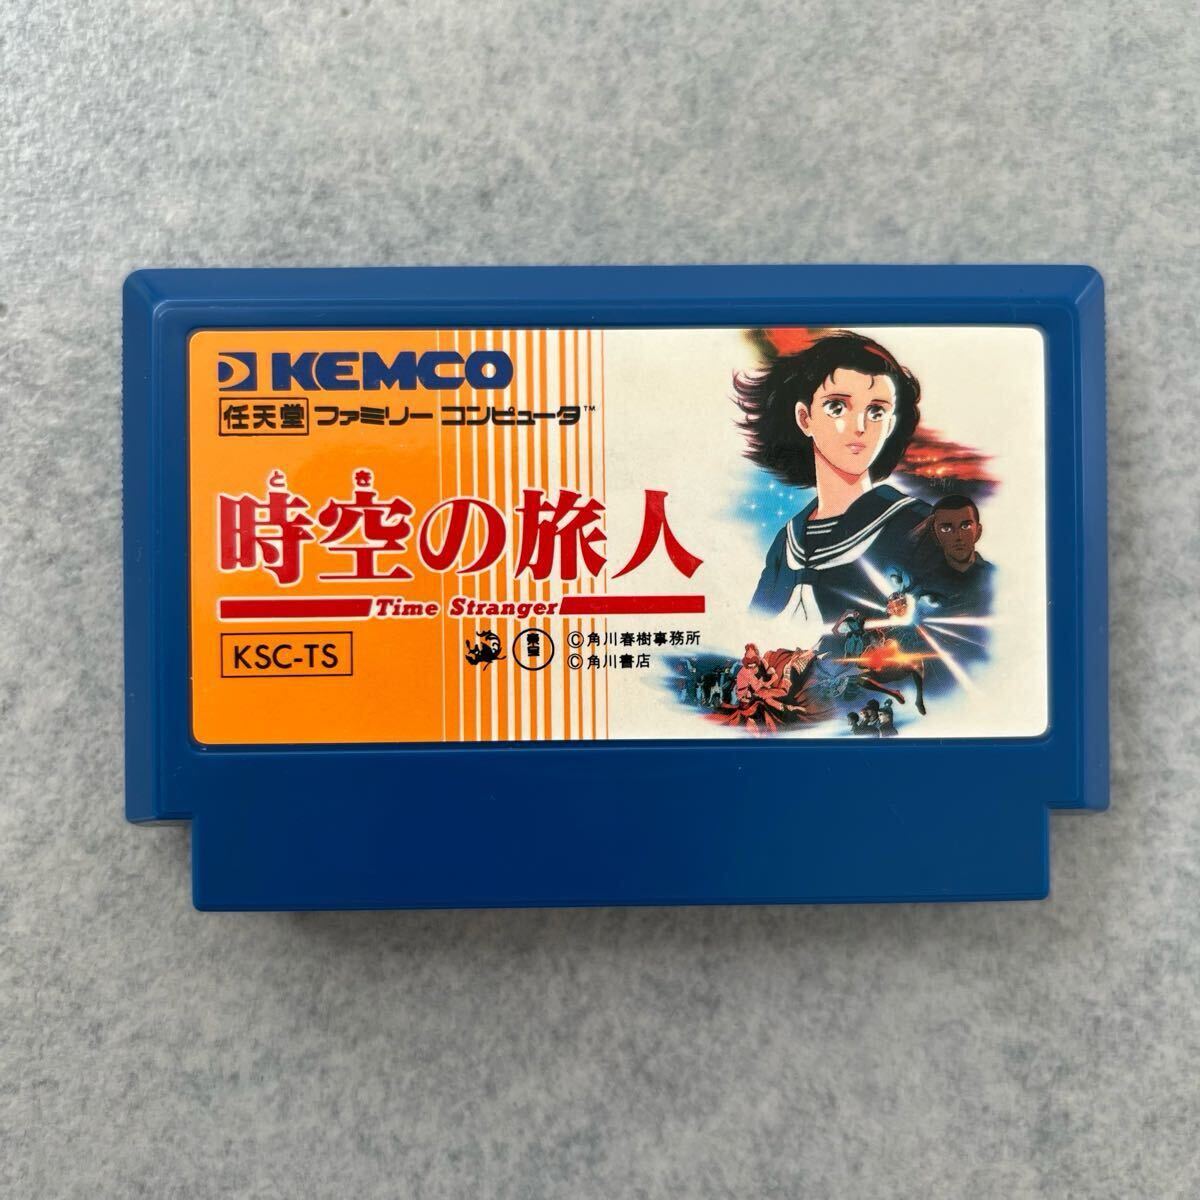 KEMCO
任天堂 ファミリーコンピュータ™
とき
時空の旅人
Time Stranger
KSC-TS
東宝
©角川春樹事務所
©角川書店